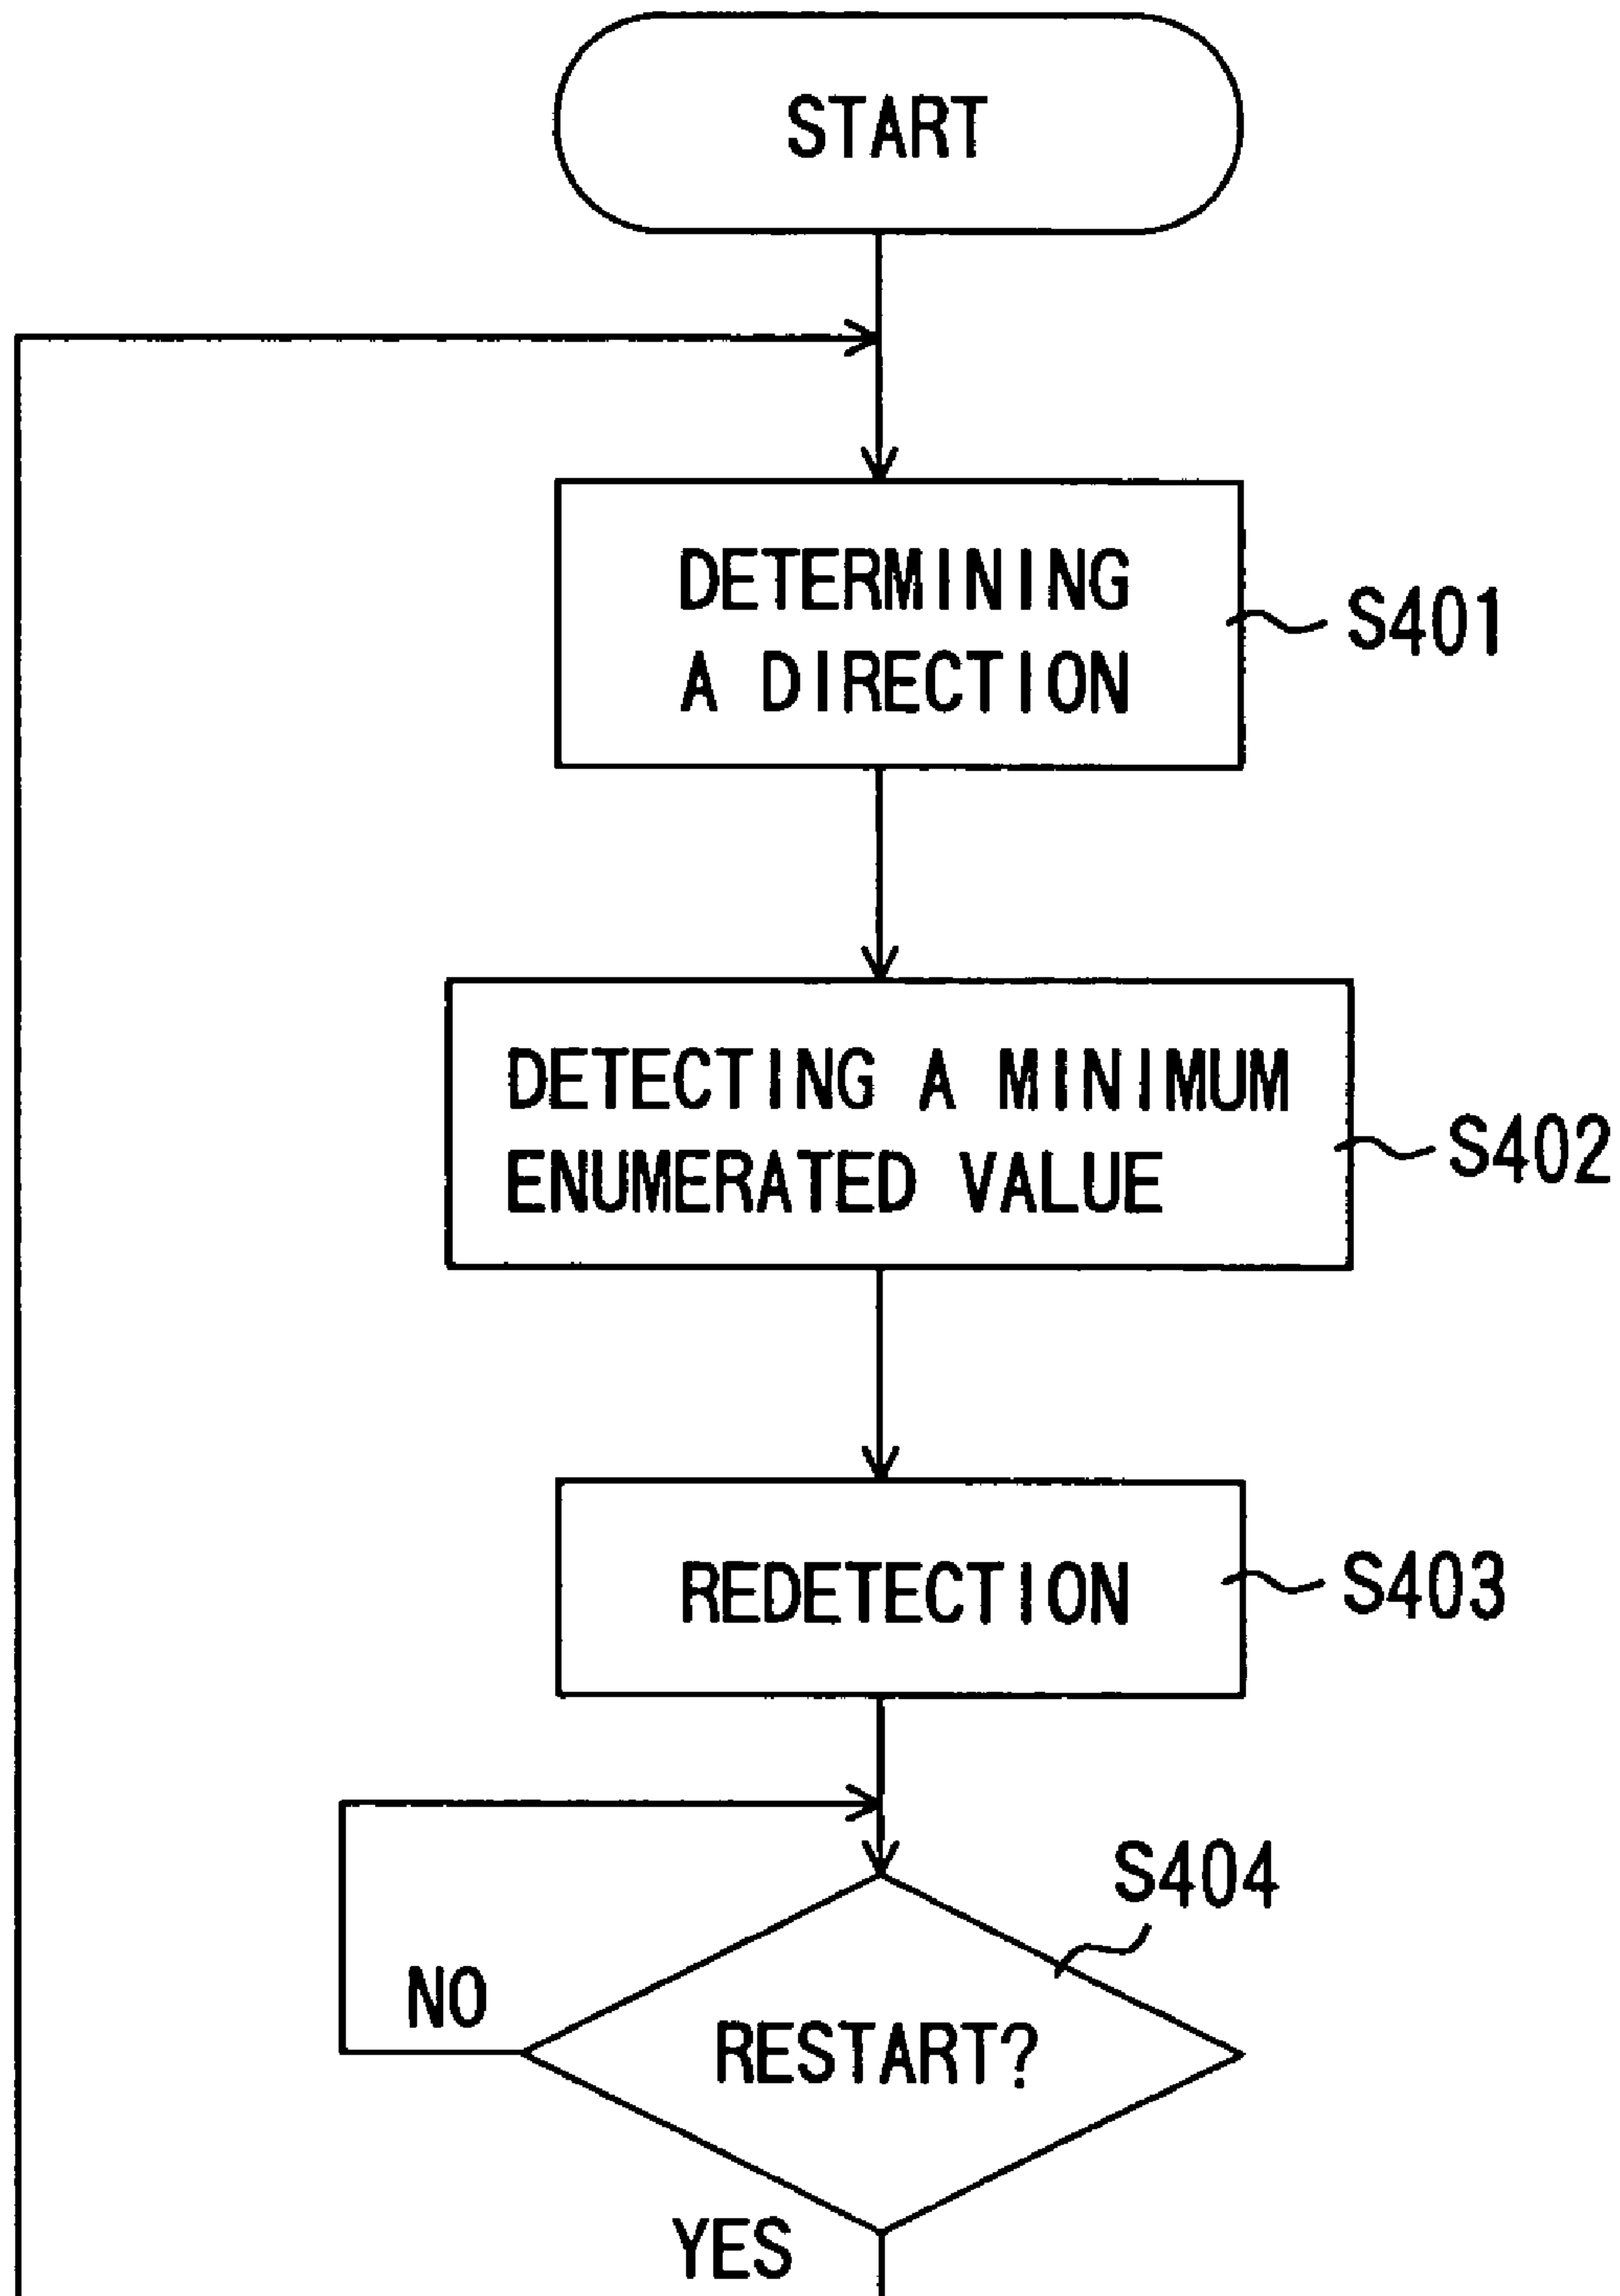 START
DETERMINING
A DIRECTION
S401
DETECTING A MINIMUM
ENUMERATED VALUE
S402
REDETECTION
S403
S404
NO
RESTART?
YES